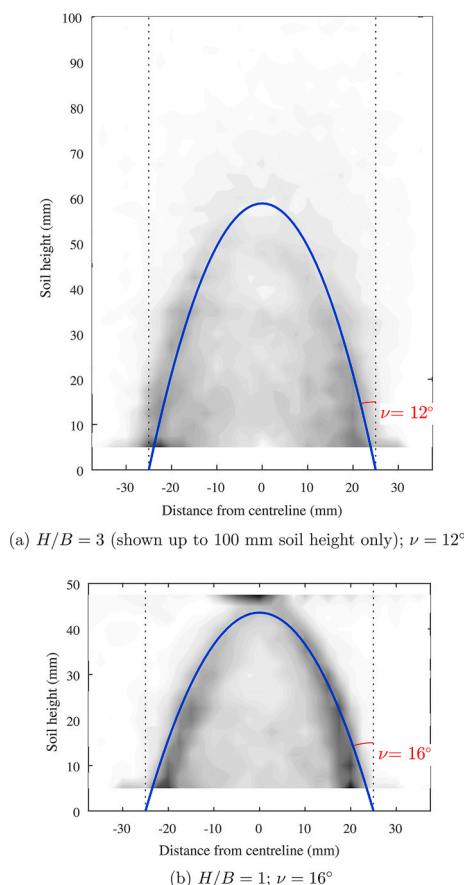 100
90
80
70
60
50
40
30
20
10
0
Soil height (mm)
ν= 12°
-30 -20 -10 0 10 20 30
Distance from centreline (mm)
(a) H/B = 3 (shown up to 100 mm soil height only); ν = 12°
50
40
30
20
10
0
Soil height (mm)
ν= 16°
-30 -20 -10 0 10 20 30
Distance from centreline (mm)
(b) H/B = 1; ν = 16°